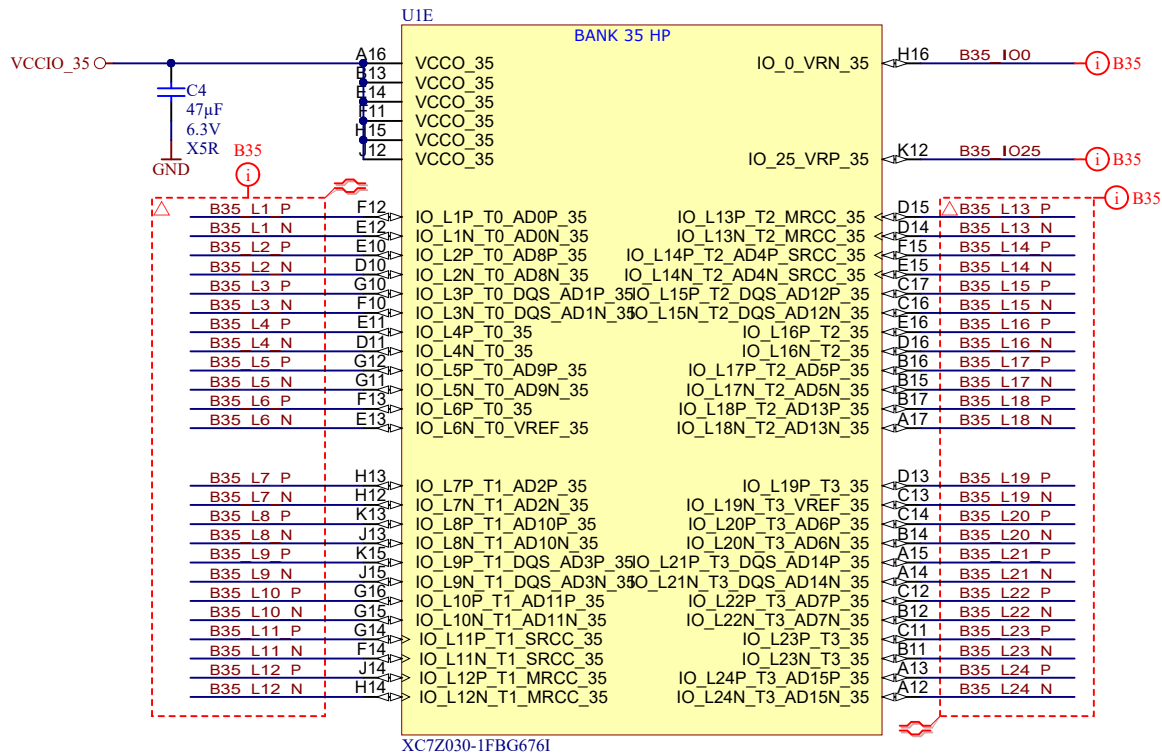 U1E
BANK 35 HP
VCCIO_35
A16 VCCO_35
B13 VCCO_35
E14 VCCO_35
F11 VCCO_35
H15 VCCO_35
J12 VCCO_35
IO_0_VRN_35 H16 B35_IO0 i B35
IO_25_VRP_35 K12 B35_IO25 i B35
C4
47µF
6.3V
X5R
GND
B35
i
i B35
B35_L1_P F12 IO_L1P_T0_AD0P_35 IO_L13P_T2_MRCC_35 D15 B35_L13_P
B35_L1_N E12 IO_L1N_T0_AD0N_35 IO_L13N_T2_MRCC_35 D14 B35_L13_N
B35_L2_P E10 IO_L2P_T0_AD8P_35 IO_L14P_T2_AD4P_SRCC_35 F15 B35_L14_P
B35_L2_N D10 IO_L2N_T0_AD8N_35 IO_L14N_T2_AD4N_SRCC_35 E15 B35_L14_N
B35_L3_P G10 IO_L3P_T0_DQS_AD1P_35 IO_L15P_T2_DQS_AD12P_35 C17 B35_L15_P
B35_L3_N F10 IO_L3N_T0_DQS_AD1N_35 IO_L15N_T2_DQS_AD12N_35 C16 B35_L15_N
B35_L4_P E11 IO_L4P_T0_35 IO_L16P_T2_35 E16 B35_L16_P
B35_L4_N D11 IO_L4N_T0_35 IO_L16N_T2_35 D16 B35_L16_N
B35_L5_P G12 IO_L5P_T0_AD9P_35 IO_L17P_T2_AD5P_35 B16 B35_L17_P
B35_L5_N G11 IO_L5N_T0_AD9N_35 IO_L17N_T2_AD5N_35 B15 B35_L17_N
B35_L6_P F13 IO_L6P_T0_35 IO_L18P_T2_AD13P_35 B17 B35_L18_P
B35_L6_N E13 IO_L6N_T0_VREF_35 IO_L18N_T2_AD13N_35 A17 B35_L18_N
B35_L7_P H13 IO_L7P_T1_AD2P_35 IO_L19P_T3_35 D13 B35_L19_P
B35_L7_N H12 IO_L7N_T1_AD2N_35 IO_L19N_T3_VREF_35 C13 B35_L19_N
B35_L8_P K13 IO_L8P_T1_AD10P_35 IO_L20P_T3_AD6P_35 C14 B35_L20_P
B35_L8_N J13 IO_L8N_T1_AD10N_35 IO_L20N_T3_AD6N_35 B14 B35_L20_N
B35_L9_P K15 IO_L9P_T1_DQS_AD3P_35 IO_L21P_T3_DQS_AD14P_35 A15 B35_L21_P
B35_L9_N J15 IO_L9N_T1_DQS_AD3N_35 IO_L21N_T3_DQS_AD14N_35 A14 B35_L21_N
B35_L10_P G16 IO_L10P_T1_AD11P_35 IO_L22P_T3_AD7P_35 C12 B35_L22_P
B35_L10_N G15 IO_L10N_T1_AD11N_35 IO_L22N_T3_AD7N_35 B12 B35_L22_N
B35_L11_P G14 IO_L11P_T1_SRCC_35 IO_L23P_T3_35 C11 B35_L23_P
B35_L11_N F14 IO_L11N_T1_SRCC_35 IO_L23N_T3_35 B11 B35_L23_N
B35_L12_P J14 IO_L12P_T1_MRCC_35 IO_L24P_T3_AD15P_35 A13 B35_L24_P
B35_L12_N H14 IO_L12N_T1_MRCC_35 IO_L24N_T3_AD15N_35 A12 B35_L24_N
XC7Z030-1FBG676I